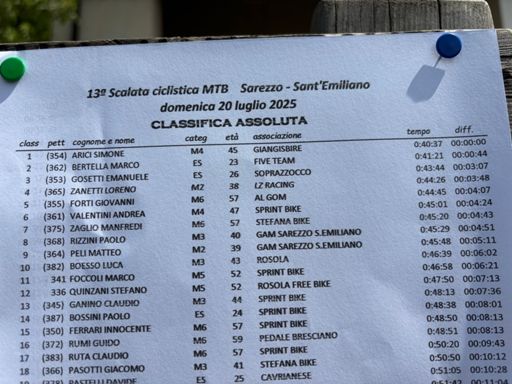 13ª Scalata ciclistica MTB Sarezzo - Sant'Emiliano
domenica 20 luglio 2025
CLASSIFICA ASSOLUTA
class pett cognome e nome categ età associazione tempo diff.
1 (354) ARICI SIMONE M4 45 GIANGISBIRE 0:40:37 00:00:00
2 (362) BERTELLA MARCO ES 23 FIVE TEAM 0:41:21 00:00:44
3 (353) GOSETTI EMANUELE ES 26 SOPRAZZOCCO 0:43:44 00:03:07
4 (365) ZANETTI LORENO M2 38 LZ RACING 0:44:26 00:03:48
5 (355) FORTI GIOVANNI M6 57 AL GOM 0:44:45 00:04:07
6 (361) VALENTINI ANDREA M4 47 SPRINT BIKE 0:45:01 00:04:24
7 (375) ZAGLIO MANFREDI M6 57 STEFANA BIKE 0:45:20 00:04:43
8 (368) RIZZINI PAOLO M3 40 GAM SAREZZO S.EMILIANO 0:45:29 00:04:51
9 (364) PELI MATTEO M2 39 GAM SAREZZO S.EMILIANO 0:45:48 00:05:11
10 (382) BOESSO LUCA M3 43 ROSOLA 0:46:39 00:06:02
11 341 FOCCOLI MARCO M5 52 SPRINT BIKE 0:46:58 00:06:21
12 336 QUINZANI STEFANO M5 52 ROSOLA FREE BIKE 0:47:50 00:07:13
13 (345) GANINO CLAUDIO M3 44 SPRINT BIKE 0:48:13 00:07:36
14 (387) BOSSINI PAOLO ES 24 SPRINT BIKE 0:48:38 00:08:01
15 (350) FERRARI INNOCENTE M6 57 SPRINT BIKE 0:48:50 00:08:13
16 (372) RUMI GUIDO M6 59 PEDALE BRESCIANO 0:48:51 00:08:13
17 (383) RUTA CLAUDIO M6 57 SPRINT BIKE 0:50:20 00:09:43
18 (366) PASOTTI GIACOMO M3 41 STEFANA BIKE 0:50:50 00:10:12
DAVIDE ES 25 CAVRIANESE 0:51:05 00:10:28